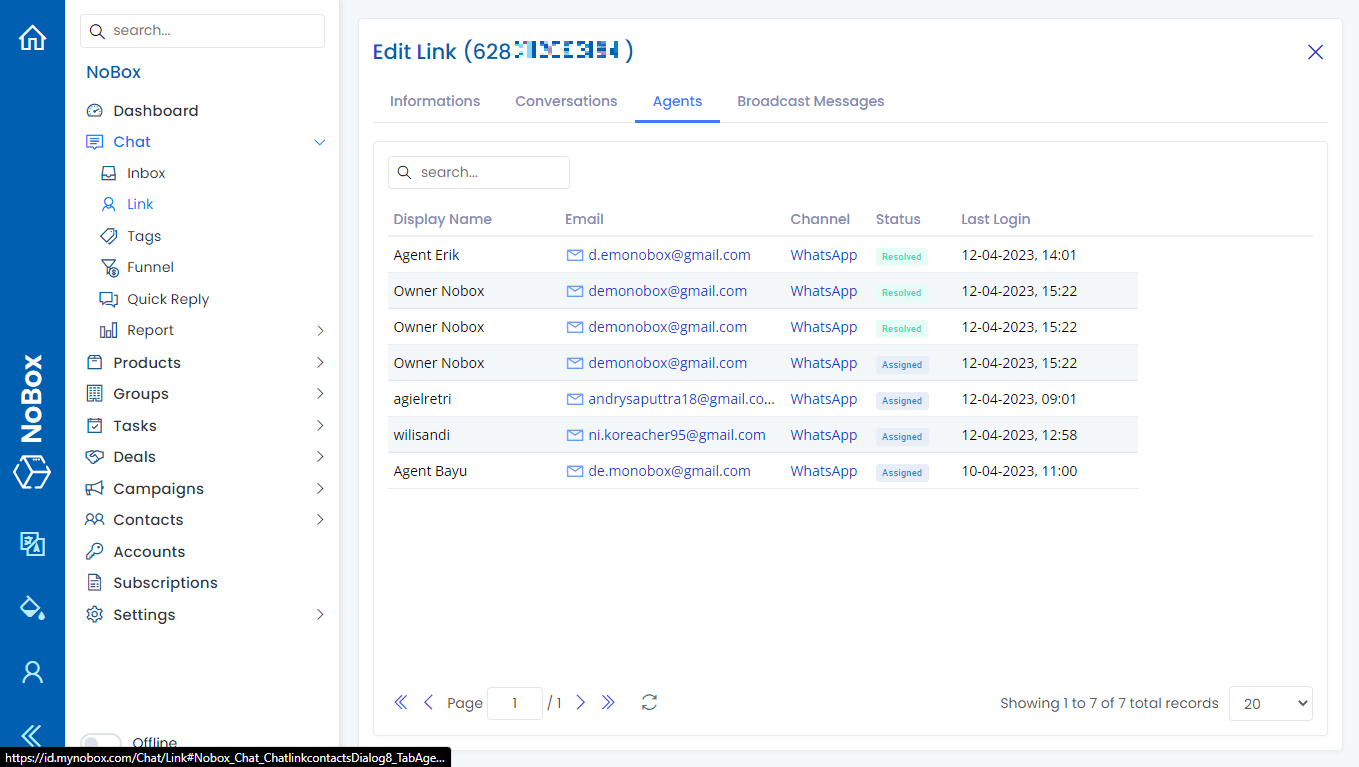 search...
NoBox
Dashboard
Chat
Inbox
Link
Tags
Funnel
Quick Reply
Report
Products
Groups
Tasks
Deals
Campaigns
Contacts
Accounts
Subscriptions
Settings
Offline
NoBox
Edit Link (628 )
Informations Conversations Agents Broadcast Messages
search...
Display Name Email Channel Status Last Login
Agent Erik d.emonobox@gmail.com WhatsApp Resolved 12-04-2023, 14:01
Owner Nobox demonobox@gmail.com WhatsApp Resolved 12-04-2023, 15:22
Owner Nobox demonobox@gmail.com WhatsApp Resolved 12-04-2023, 15:22
Owner Nobox demonobox@gmail.com WhatsApp Assigned 12-04-2023, 15:22
agielretri andrysaputtra18@gmail.co... WhatsApp Assigned 12-04-2023, 09:01
wilisandi ni.koreacher95@gmail.com WhatsApp Assigned 12-04-2023, 12:58
Agent Bayu de.monobox@gmail.com WhatsApp Assigned 10-04-2023, 11:00
Page 1 / 1 Showing 1 to 7 of 7 total records 20
https://id.mynobox.com/Chat/Link#Nobox_Chat_ChatlinkcontactsDialog8_TabAge...